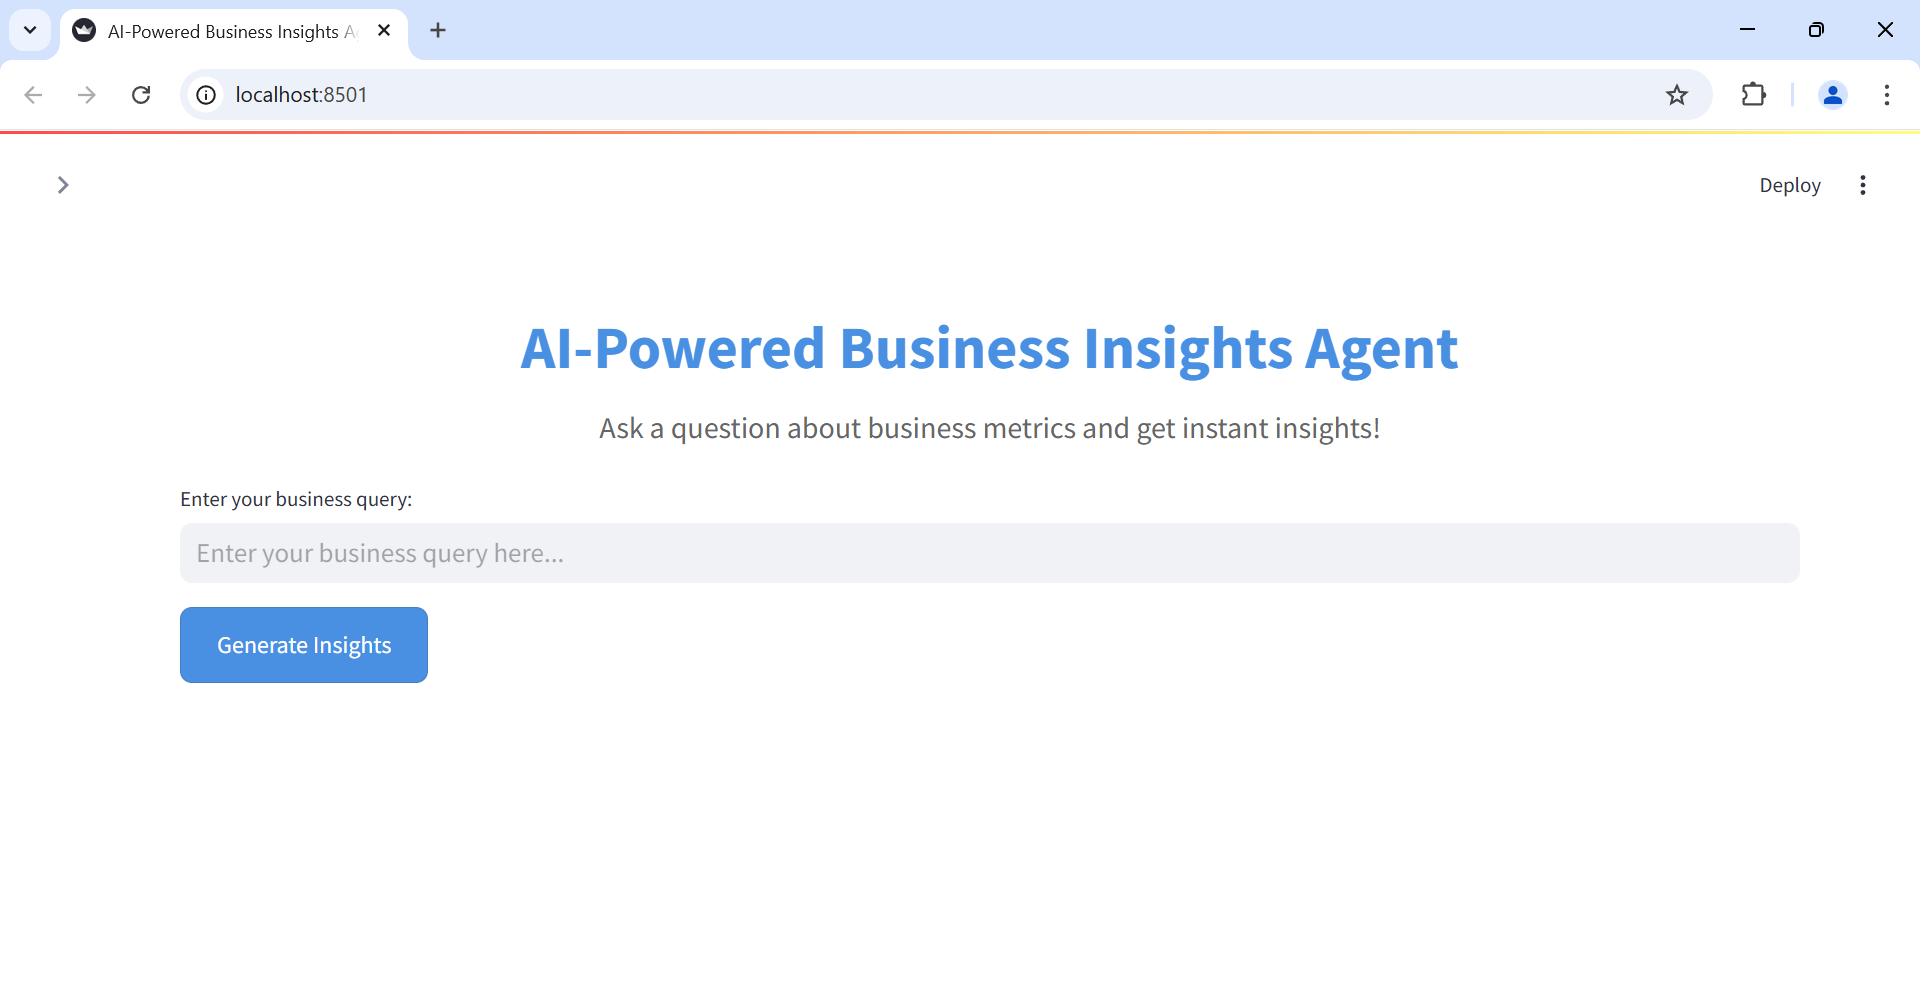 AI-Powered Business Insights A
localhost:8501
Deploy
AI-Powered Business Insights Agent
Ask a question about business metrics and get instant insights!
Enter your business query:
Enter your business query here...
Generate Insights